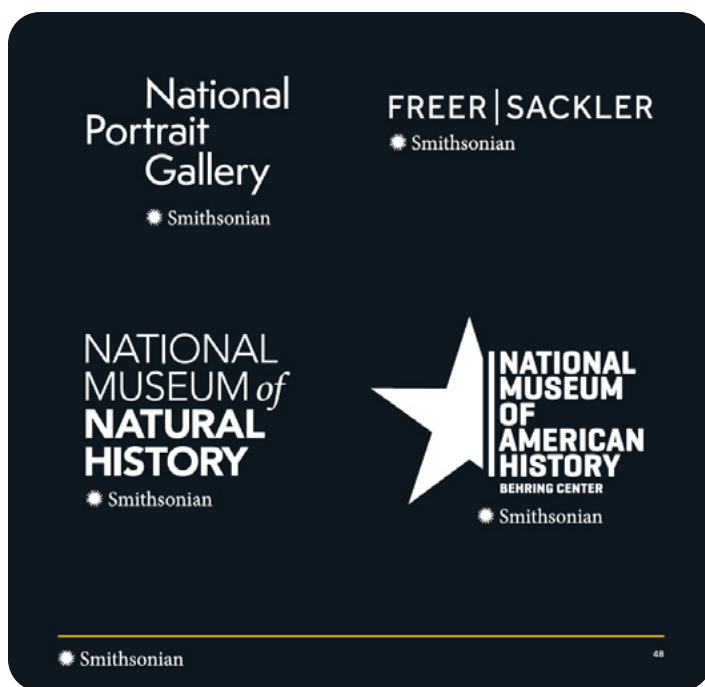 National
Portrait
Gallery
Smithsonian
FREER|SACKLER
Smithsonian
NATIONAL
MUSEUM of
NATURAL
HISTORY
Smithsonian
NATIONAL
MUSEUM
OF
AMERICAN
HISTORY
BEHRING CENTER
Smithsonian
Smithsonian
48